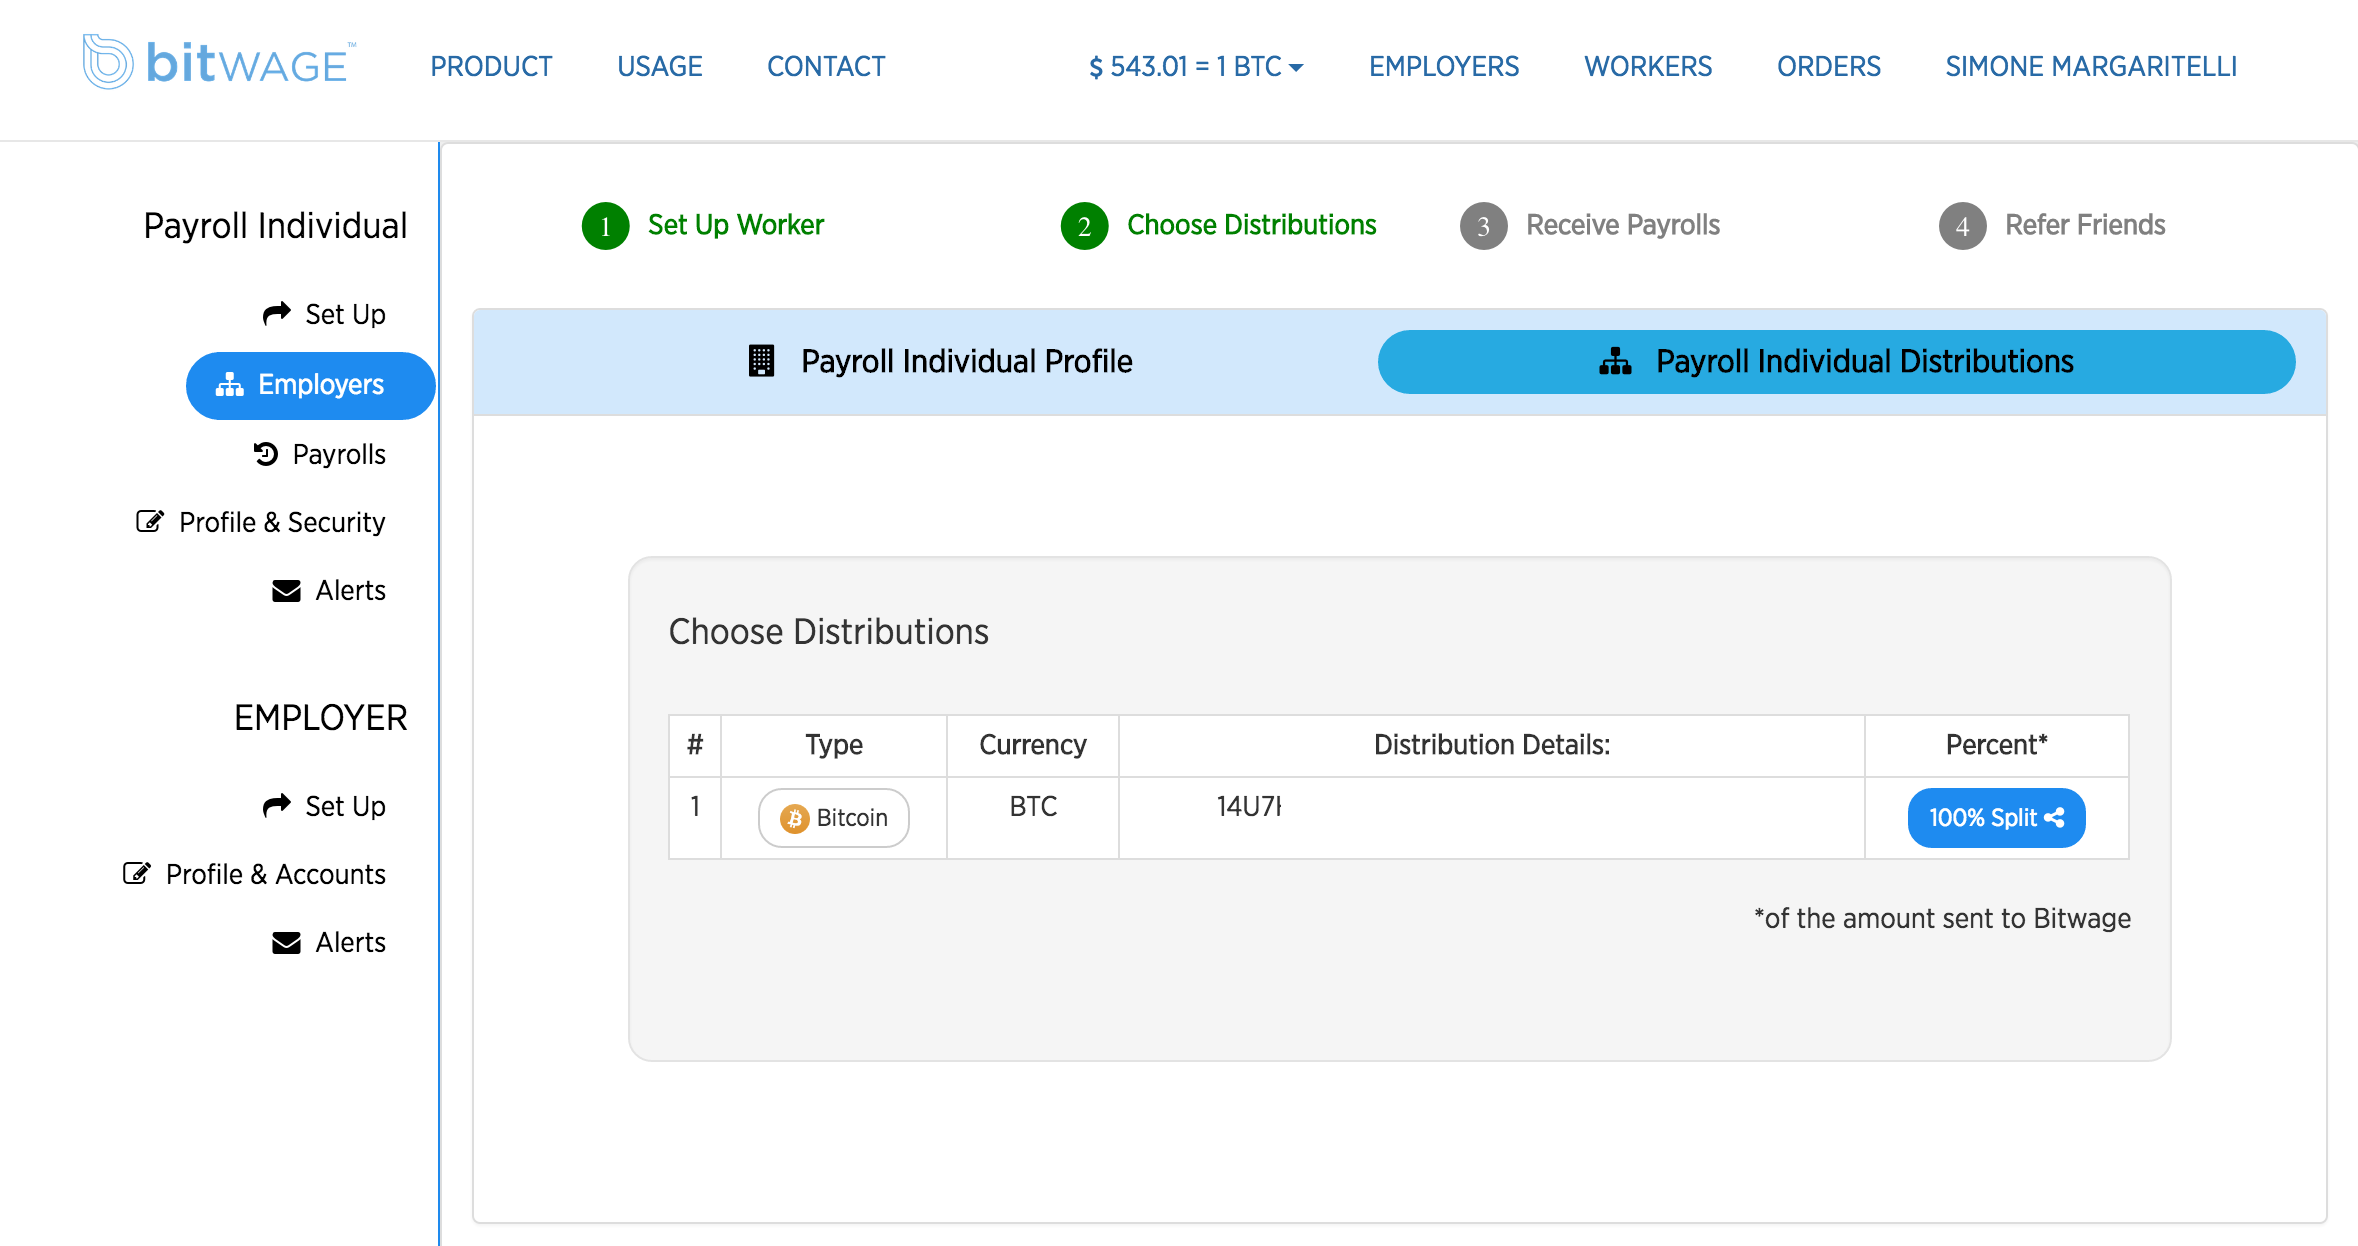 bitWAGE™ PRODUCT USAGE CONTACT $ 543.01 = 1 BTC EMPLOYERS WORKERS ORDERS SIMONE MARGARITELLI
Payroll Individual
Set Up
Employers
Payrolls
Profile & Security
Alerts
EMPLOYER
Set Up
Profile & Accounts
Alerts
1 Set Up Worker 2 Choose Distributions 3 Receive Payrolls 4 Refer Friends
Payroll Individual Profile Payroll Individual Distributions
Choose Distributions
# Type Currency Distribution Details: Percent*
1 Bitcoin BTC 14U7 100% Split
*of the amount sent to Bitwage